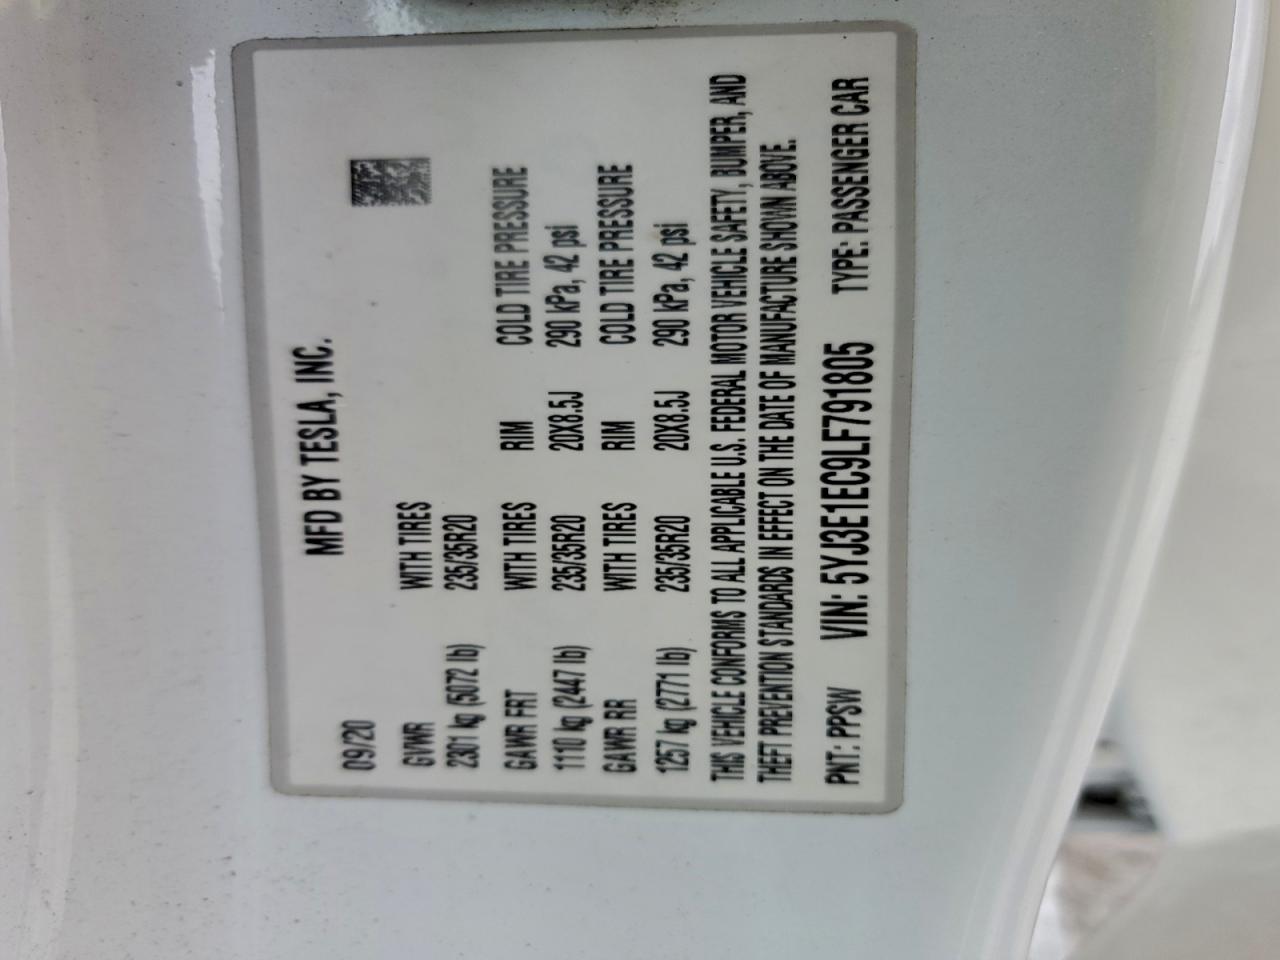 MFD BY TESLA, INC.
09/20
GVWR WITH TIRES
2301 kg (5072 lb) 235/35R20
GAWR FRT WITH TIRES RIM COLD TIRE PRESSURE
1110 kg (2447 lb) 235/35R20 20X8.5J 290 kPa, 42 psi
GAWR RR WITH TIRES RIM COLD TIRE PRESSURE
1257 kg (2771 lb) 235/35R20 20X8.5J 290 kPa, 42 psi
THIS VEHICLE CONFORMS TO ALL APPLICABLE U.S. FEDERAL MOTOR VEHICLE SAFETY, BUMPER, AND
THEFT PREVENTION STANDARDS IN EFFECT ON THE DATE OF MANUFACTURE SHOWN ABOVE.
PNT: PPSW VIN: 5YJ3E1EC9LF791805 TYPE: PASSENGER CAR